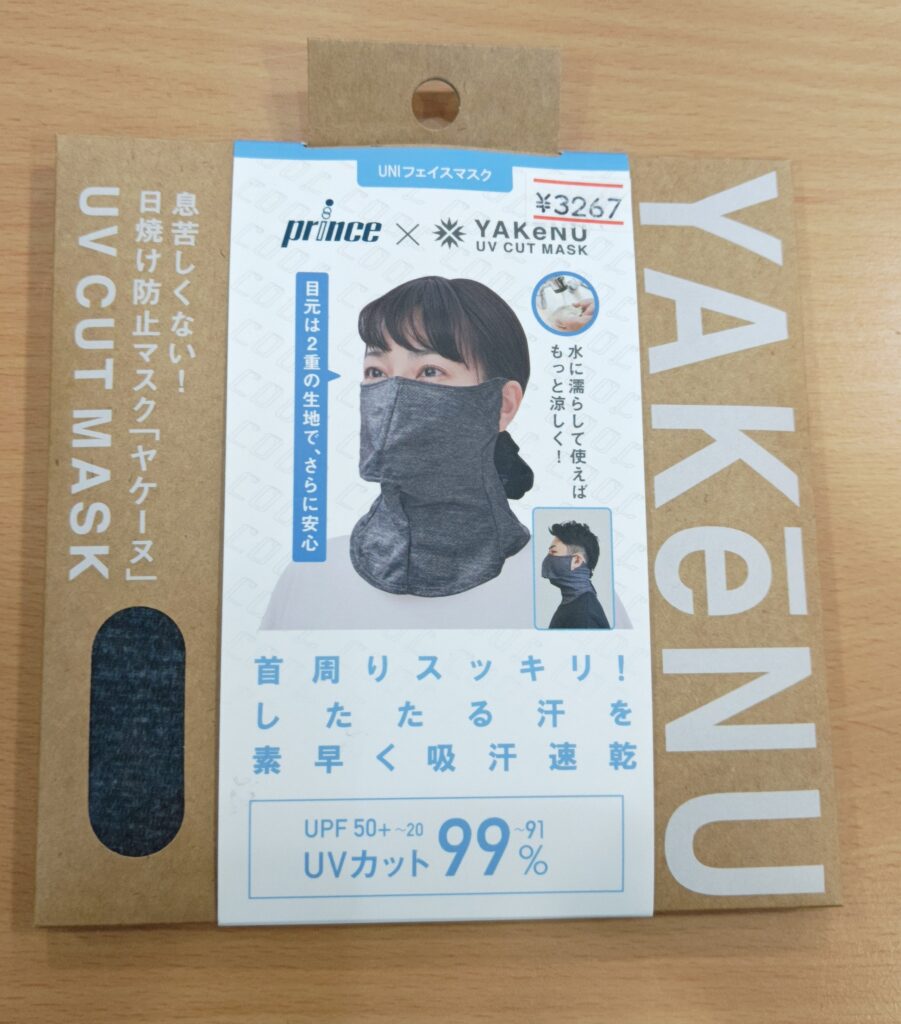 UNIフェイスマスク
¥3267
prince × YAKeNU
UV CUT MASK
目元は2重の生地で、さらに安心
水に濡らして使えば
もっと涼しく!
首周りスッキリ!
したたる汗を
素早く吸汗速乾
UPF 50+ ~20
UVカット 99~91%
息苦しくない!
日焼け防止マスク「ヤケーヌ」
UV CUT MASK
YAKēNU
COOL